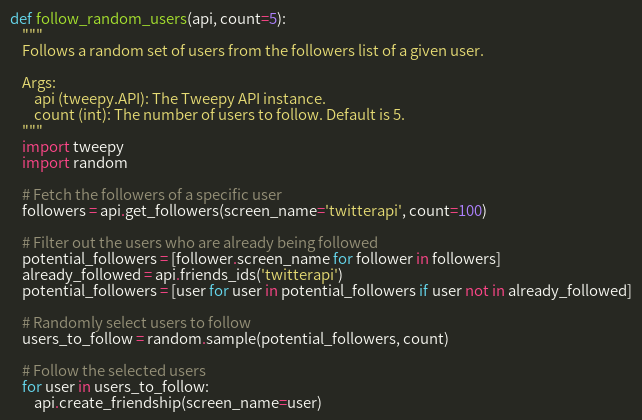 def follow_random_users(api, count=5):
    """
    Follows a random set of users from the followers list of a given user.

    Args:
        api (tweepy.API): The Tweepy API instance.
        count (int): The number of users to follow. Default is 5.
    """
    import tweepy
    import random

    # Fetch the followers of a specific user
    followers = api.get_followers(screen_name='twitterapi', count=100)

    # Filter out the users who are already being followed
    potential_followers = [follower.screen_name for follower in followers]
    already_followed = api.friends_ids('twitterapi')
    potential_followers = [user for user in potential_followers if user not in already_followed]

    # Randomly select users to follow
    users_to_follow = random.sample(potential_followers, count)

    # Follow the selected users
    for user in users_to_follow:
        api.create_friendship(screen_name=user)